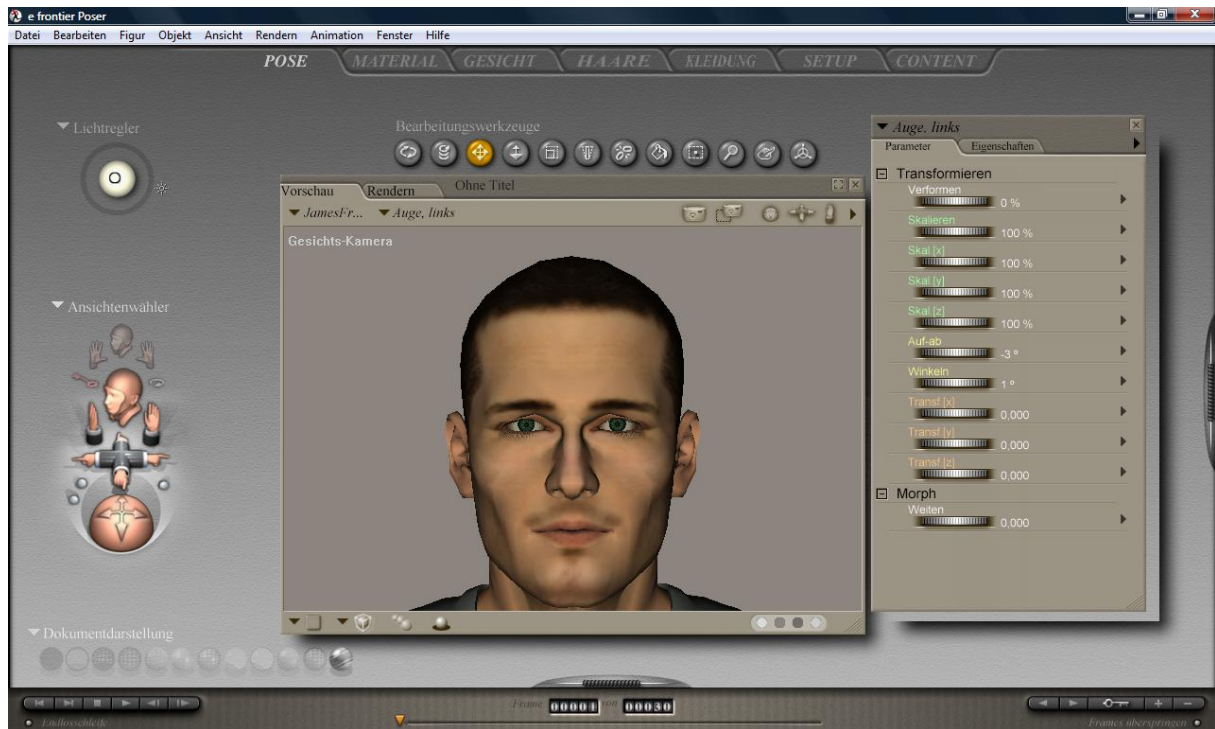 e frontier Poser
Datei Bearbeiten Figur Objekt Ansicht Rendern Animation Fenster Hilfe
POSE MATERIAL GESICHT HAARE KLEIDUNG SETUP CONTENT
Lichtregler
Bearbeitungswerkzeuge
Vorschau Rendern Ohne Titel
JamesFr... Auge, links
Gesichts-Kamera
Ansichtenwähler
Dokumentdarstellung
Auge, links
Parameter Eigenschaften
Transformieren
Verformen
0 %
Skalieren
100 %
Skal [x]
100 %
Skal [y]
100 %
Skal [z]
100 %
Auf-ab
-3 º
Winkeln
1 º
Transf [x]
0,000
Transf [y]
0,000
Transf [z]
0,000
Morph
Weiten
0,000
Frame 00001 von 00030
Endlosschleife
Frames überspringen